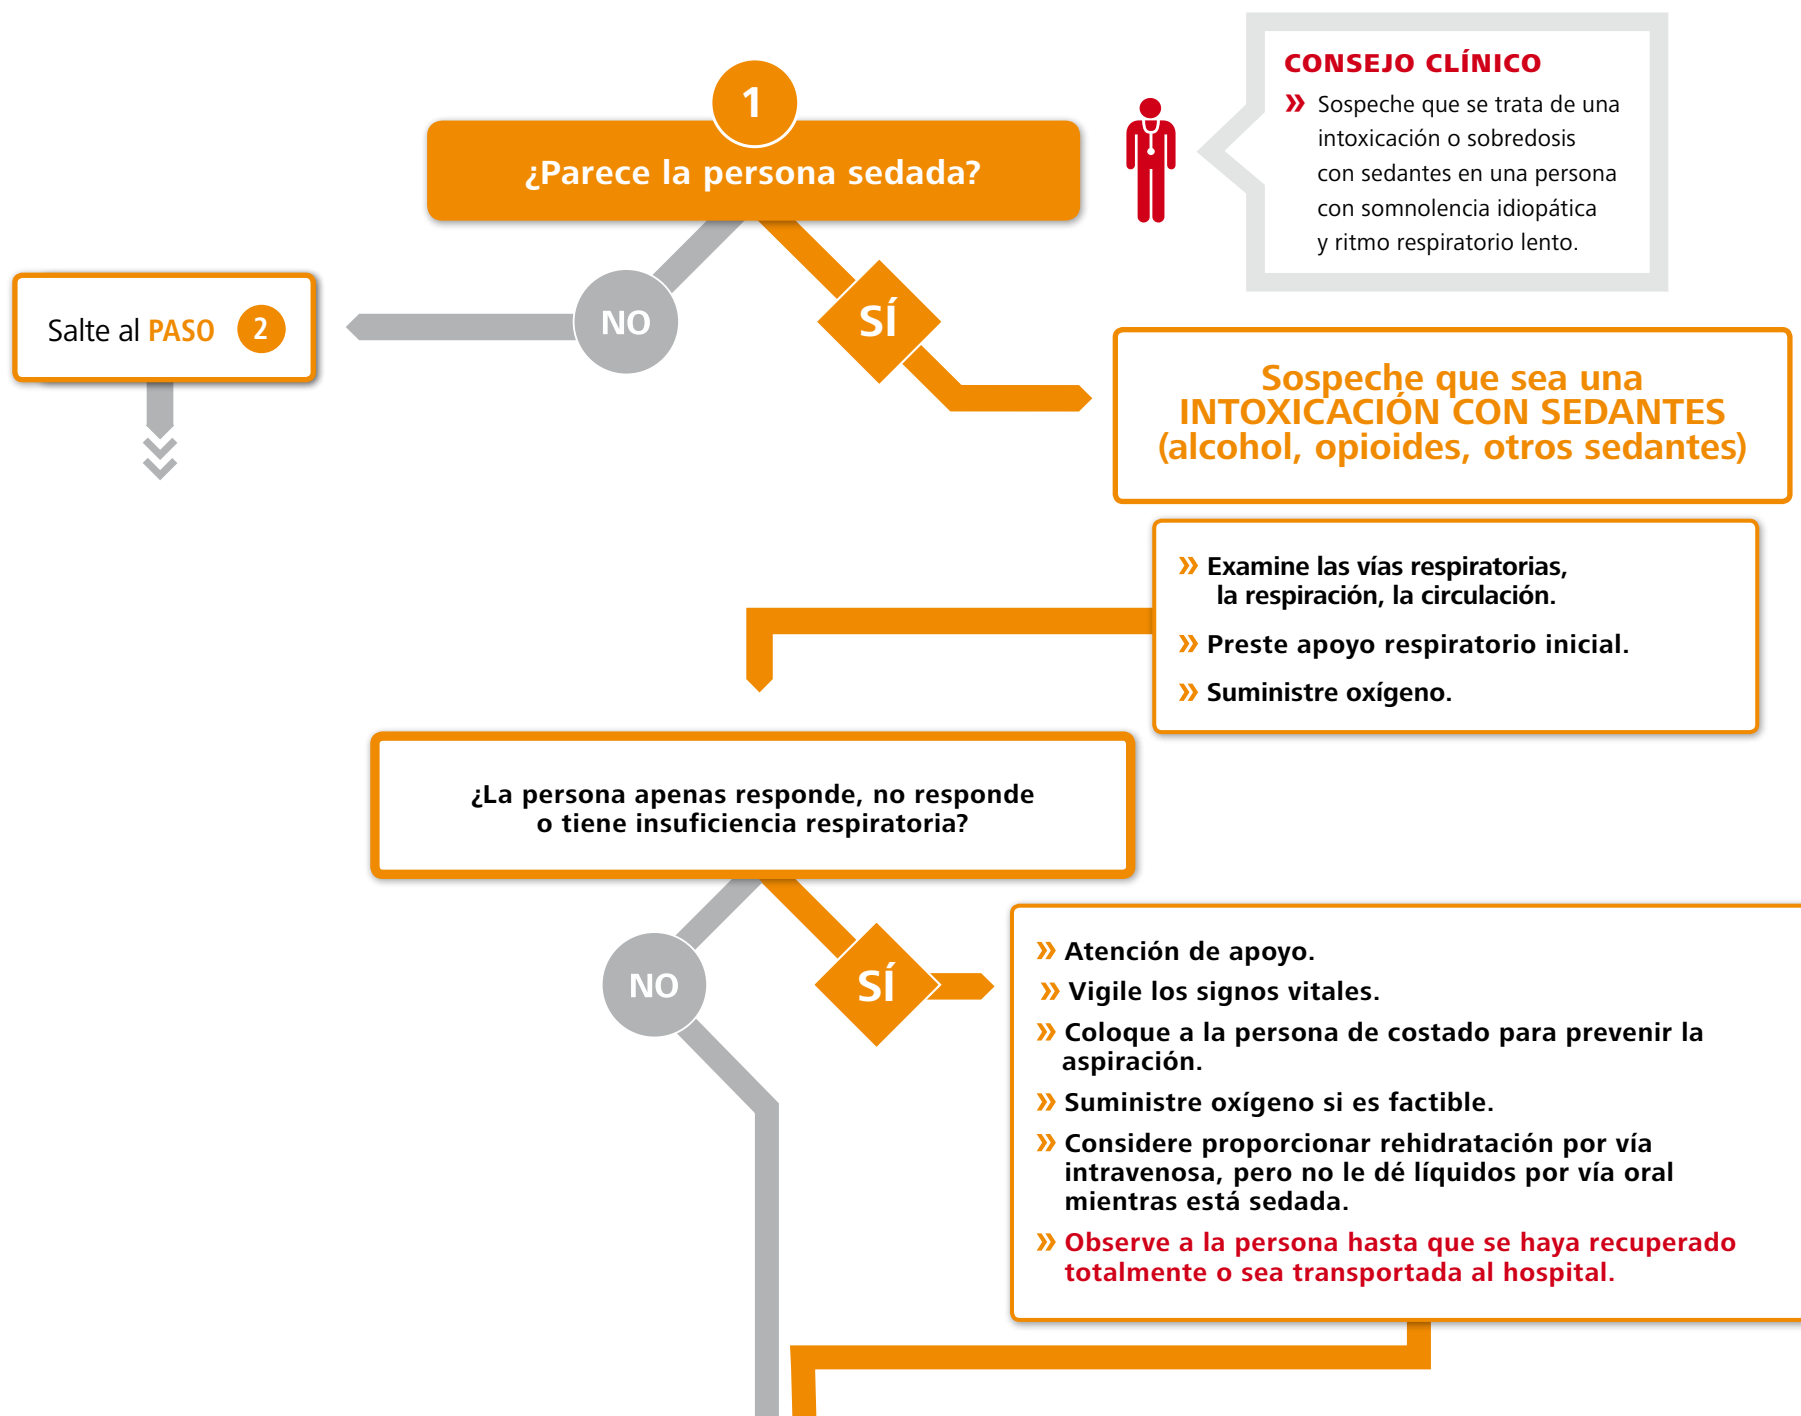 CONSEJO CLÍNICO
» Sospeche que se trata de una
intoxicación o sobredosis
con sedantes en una persona
con somnolencia idiopática
y ritmo respiratorio lento.
1
¿Parece la persona sedada?
NO
SÍ
Salte al PASO 2
Sospeche que sea una
INTOXICACIÓN CON SEDANTES
(alcohol, opioides, otros sedantes)
» Examine las vías respiratorias,
la respiración, la circulación.
» Preste apoyo respiratorio inicial.
» Suministre oxígeno.
¿La persona apenas responde, no responde
o tiene insuficiencia respiratoria?
NO
SÍ
» Atención de apoyo.
» Vigile los signos vitales.
» Coloque a la persona de costado para prevenir la
aspiración.
» Suministre oxígeno si es factible.
» Considere proporcionar rehidratación por vía
intravenosa, pero no le dé líquidos por vía oral
mientras está sedada.
» Observe a la persona hasta que se haya recuperado
totalmente o sea transportada al hospital.